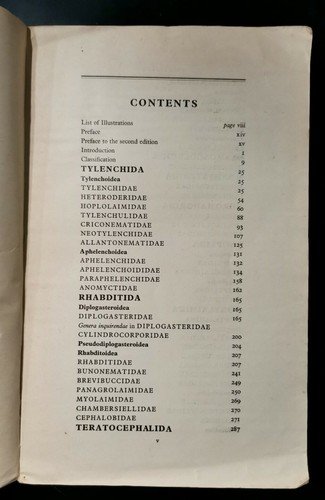 CONTENTS
List of Illustrations page viii
Preface xiv
Preface to the second edition xv
Introduction 1
Classification 9
TYLENCHIDA 25
Tylenchoidea 25
TYLENCHIDAE 25
HETERODERIDAE 54
HOPLOLAIMIDAE 60
TYLENCHULIDAE 88
CRICONEMATIDAE 93
NEOTYLENCHIDAE 107
ALLANTONEMATIDAE 125
Aphelenchoidea 131
APHELENCHIDAE 132
APHELENCHOIDIDAE 134
PARAPHELENCHIDAE 158
ANOMYCTIDAE 162
RHABDITIDA 165
Diplogasteroidea 165
DIPLOGASTERIDAE 165
Genera inquirendae in DIPLOGASTERIDAE
CYLINDROCORPORIDAE 200
Pseudodiplogasteroidea 204
Rhabditoidea 207
RHABDITIDAE 207
BUNONEMATIDAE 241
BREVIBUCCIDAE 249
PANAGROLAIMIDAE 250
MYOLAIMIDAE 269
CHAMBERSIELLIDAE 270
CEPHALOBIDAE 271
TERATOCEPHALIDA 287
v